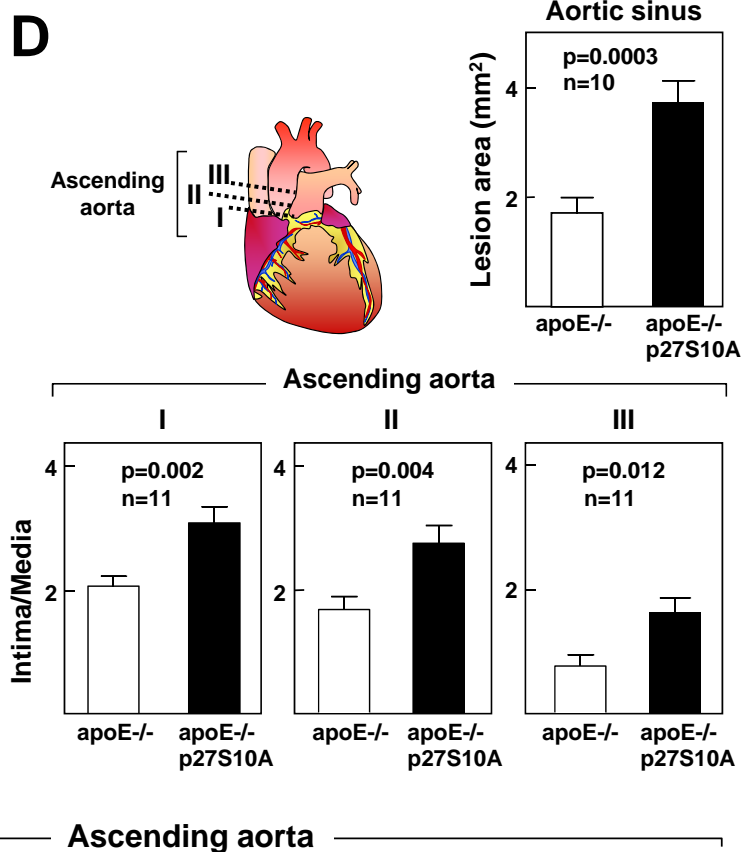 D
Aortic sinus
Lesion area (mm²)
4
2
p=0.0003
n=10
apoE-/-
apoE-/-
p27S10A
Ascending
aorta
III
II
I
Ascending aorta
I
II
III
Intima/Media
4
2
p=0.002
n=11
apoE-/-
apoE-/-
p27S10A
4
2
p=0.004
n=11
apoE-/-
apoE-/-
p27S10A
4
2
p=0.012
n=11
apoE-/-
apoE-/-
p27S10A
Ascending aorta